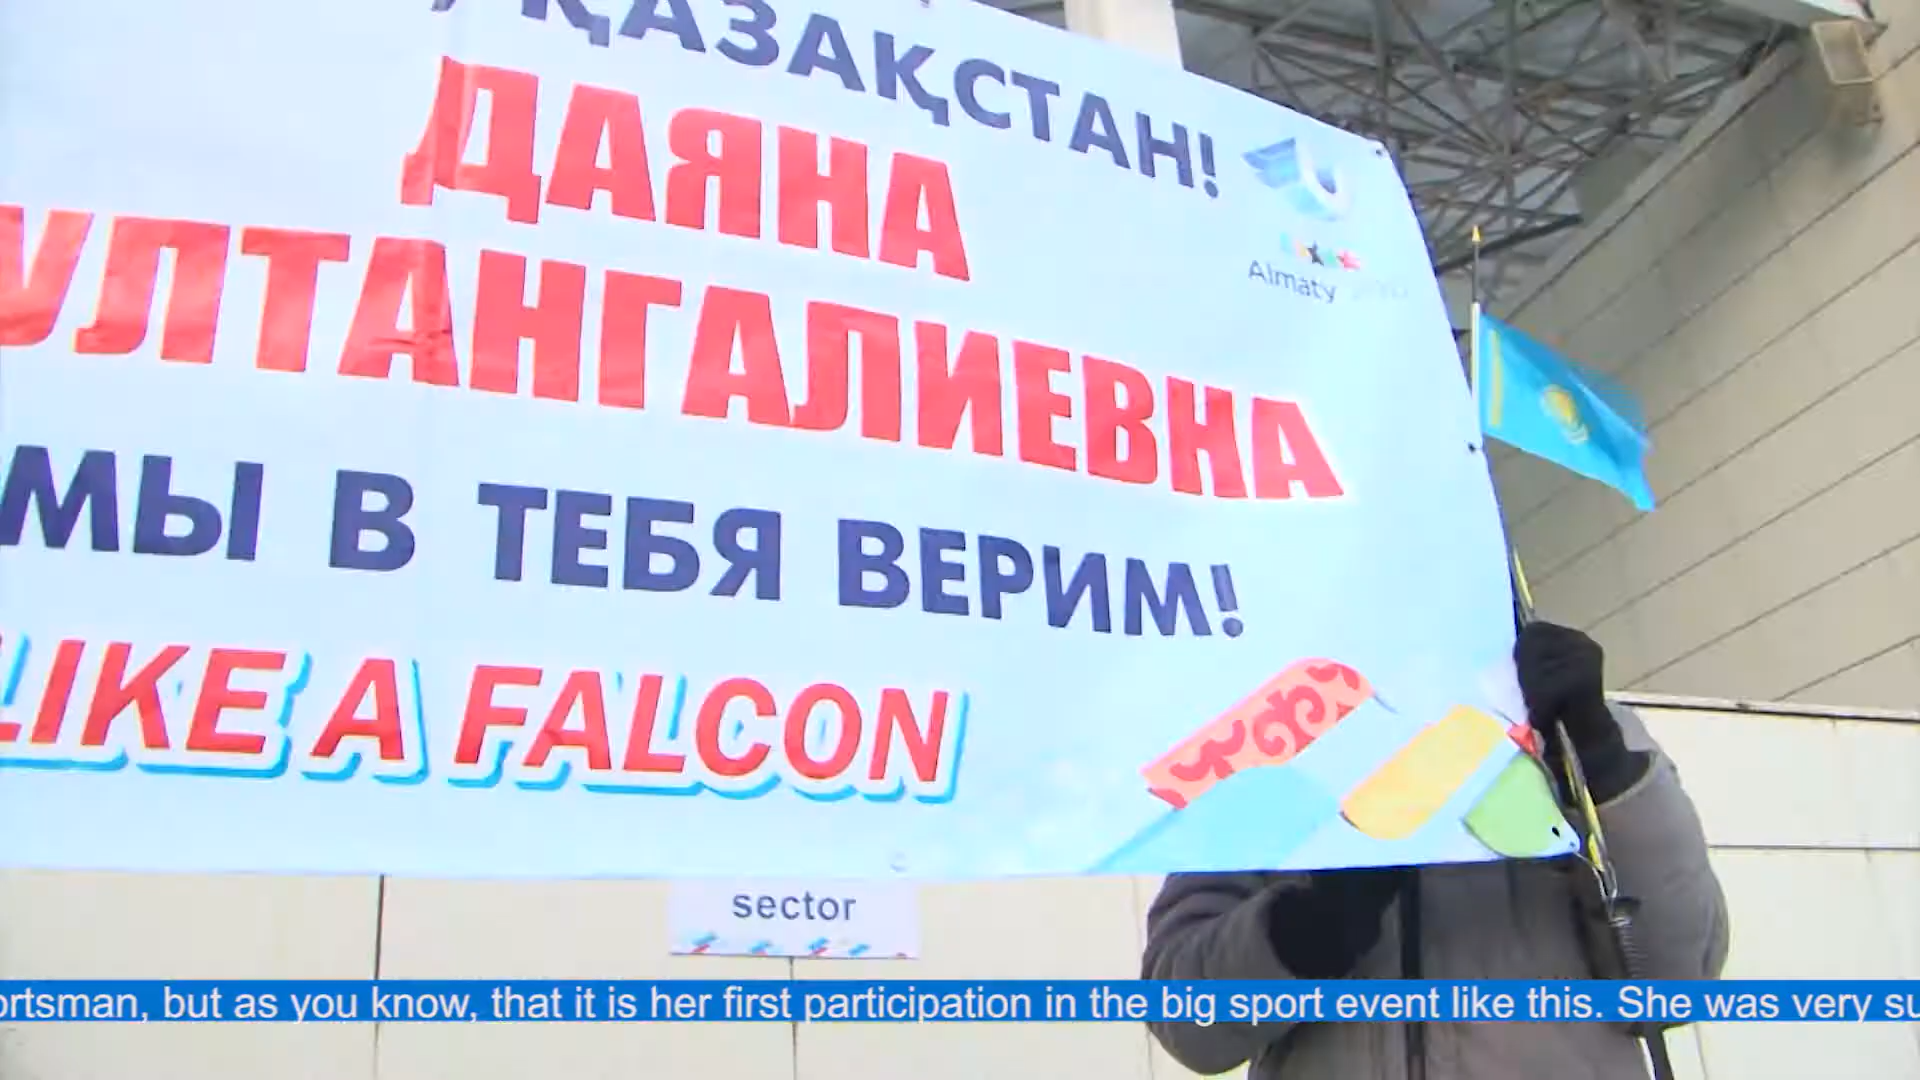 ҚАЗАҚСТАН!
ДАЯНА
УЛТАНГАЛИЕВНА
МЫ В ТЕБЯ ВЕРИМ!
LIKE A FALCON
Almaty
sector
ortsman, but as you know, that it is her first participation in the big sport event like this. She was very su